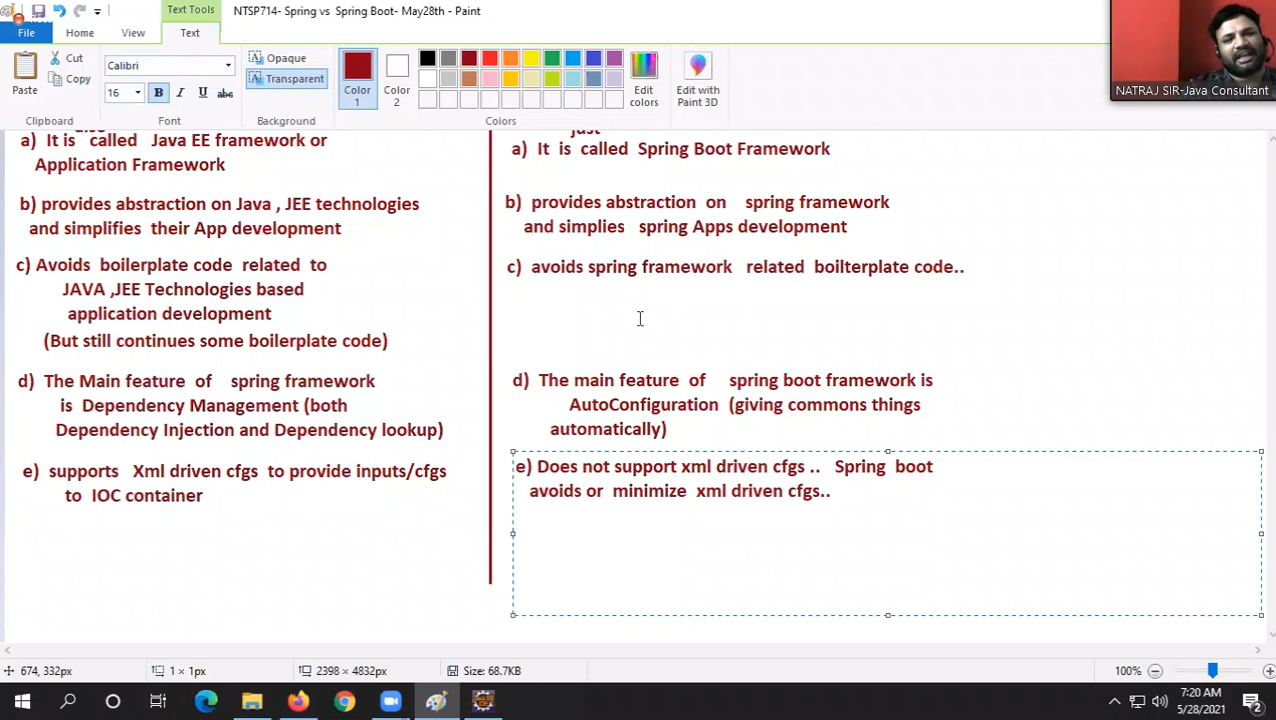 Text Tools
NTSP714- Spring vs Spring Boot- May28th - Paint
File
Home
View
Text
Paste
Cut
Copy
Clipboard
Calibri
16
B
I
U
abc
Font
Opaque
Transparent
Background
Color
1
Color
2
Edit
colors
Edit with
Paint 3D
Colors
NATRAJ SIR-Java Consultant
also
a) It is called Java EE framework or
Application Framework
b) provides abstraction on Java , JEE technologies
and simplifies their App development
c) Avoids boilerplate code related to
JAVA ,JEE Technologies based
application development
(But still continues some boilerplate code)
d) The Main feature of spring framework
is Dependency Management (both
Dependency Injection and Dependency lookup)
e) supports Xml driven cfgs to provide inputs/cfgs
to IOC container
just
a) It is called Spring Boot Framework
b) provides abstraction on spring framework
and simplies spring Apps development
c) avoids spring framework related boilterplate code..
d) The main feature of spring boot framework is
AutoConfiguration (giving commons things
automatically)
e) Does not support xml driven cfgs .. Spring boot
avoids or minimize xml driven cfgs..
674, 332px
1 × 1px
2398 × 4832px
Size: 68.7KB
100%
7:20 AM
5/28/2021
2